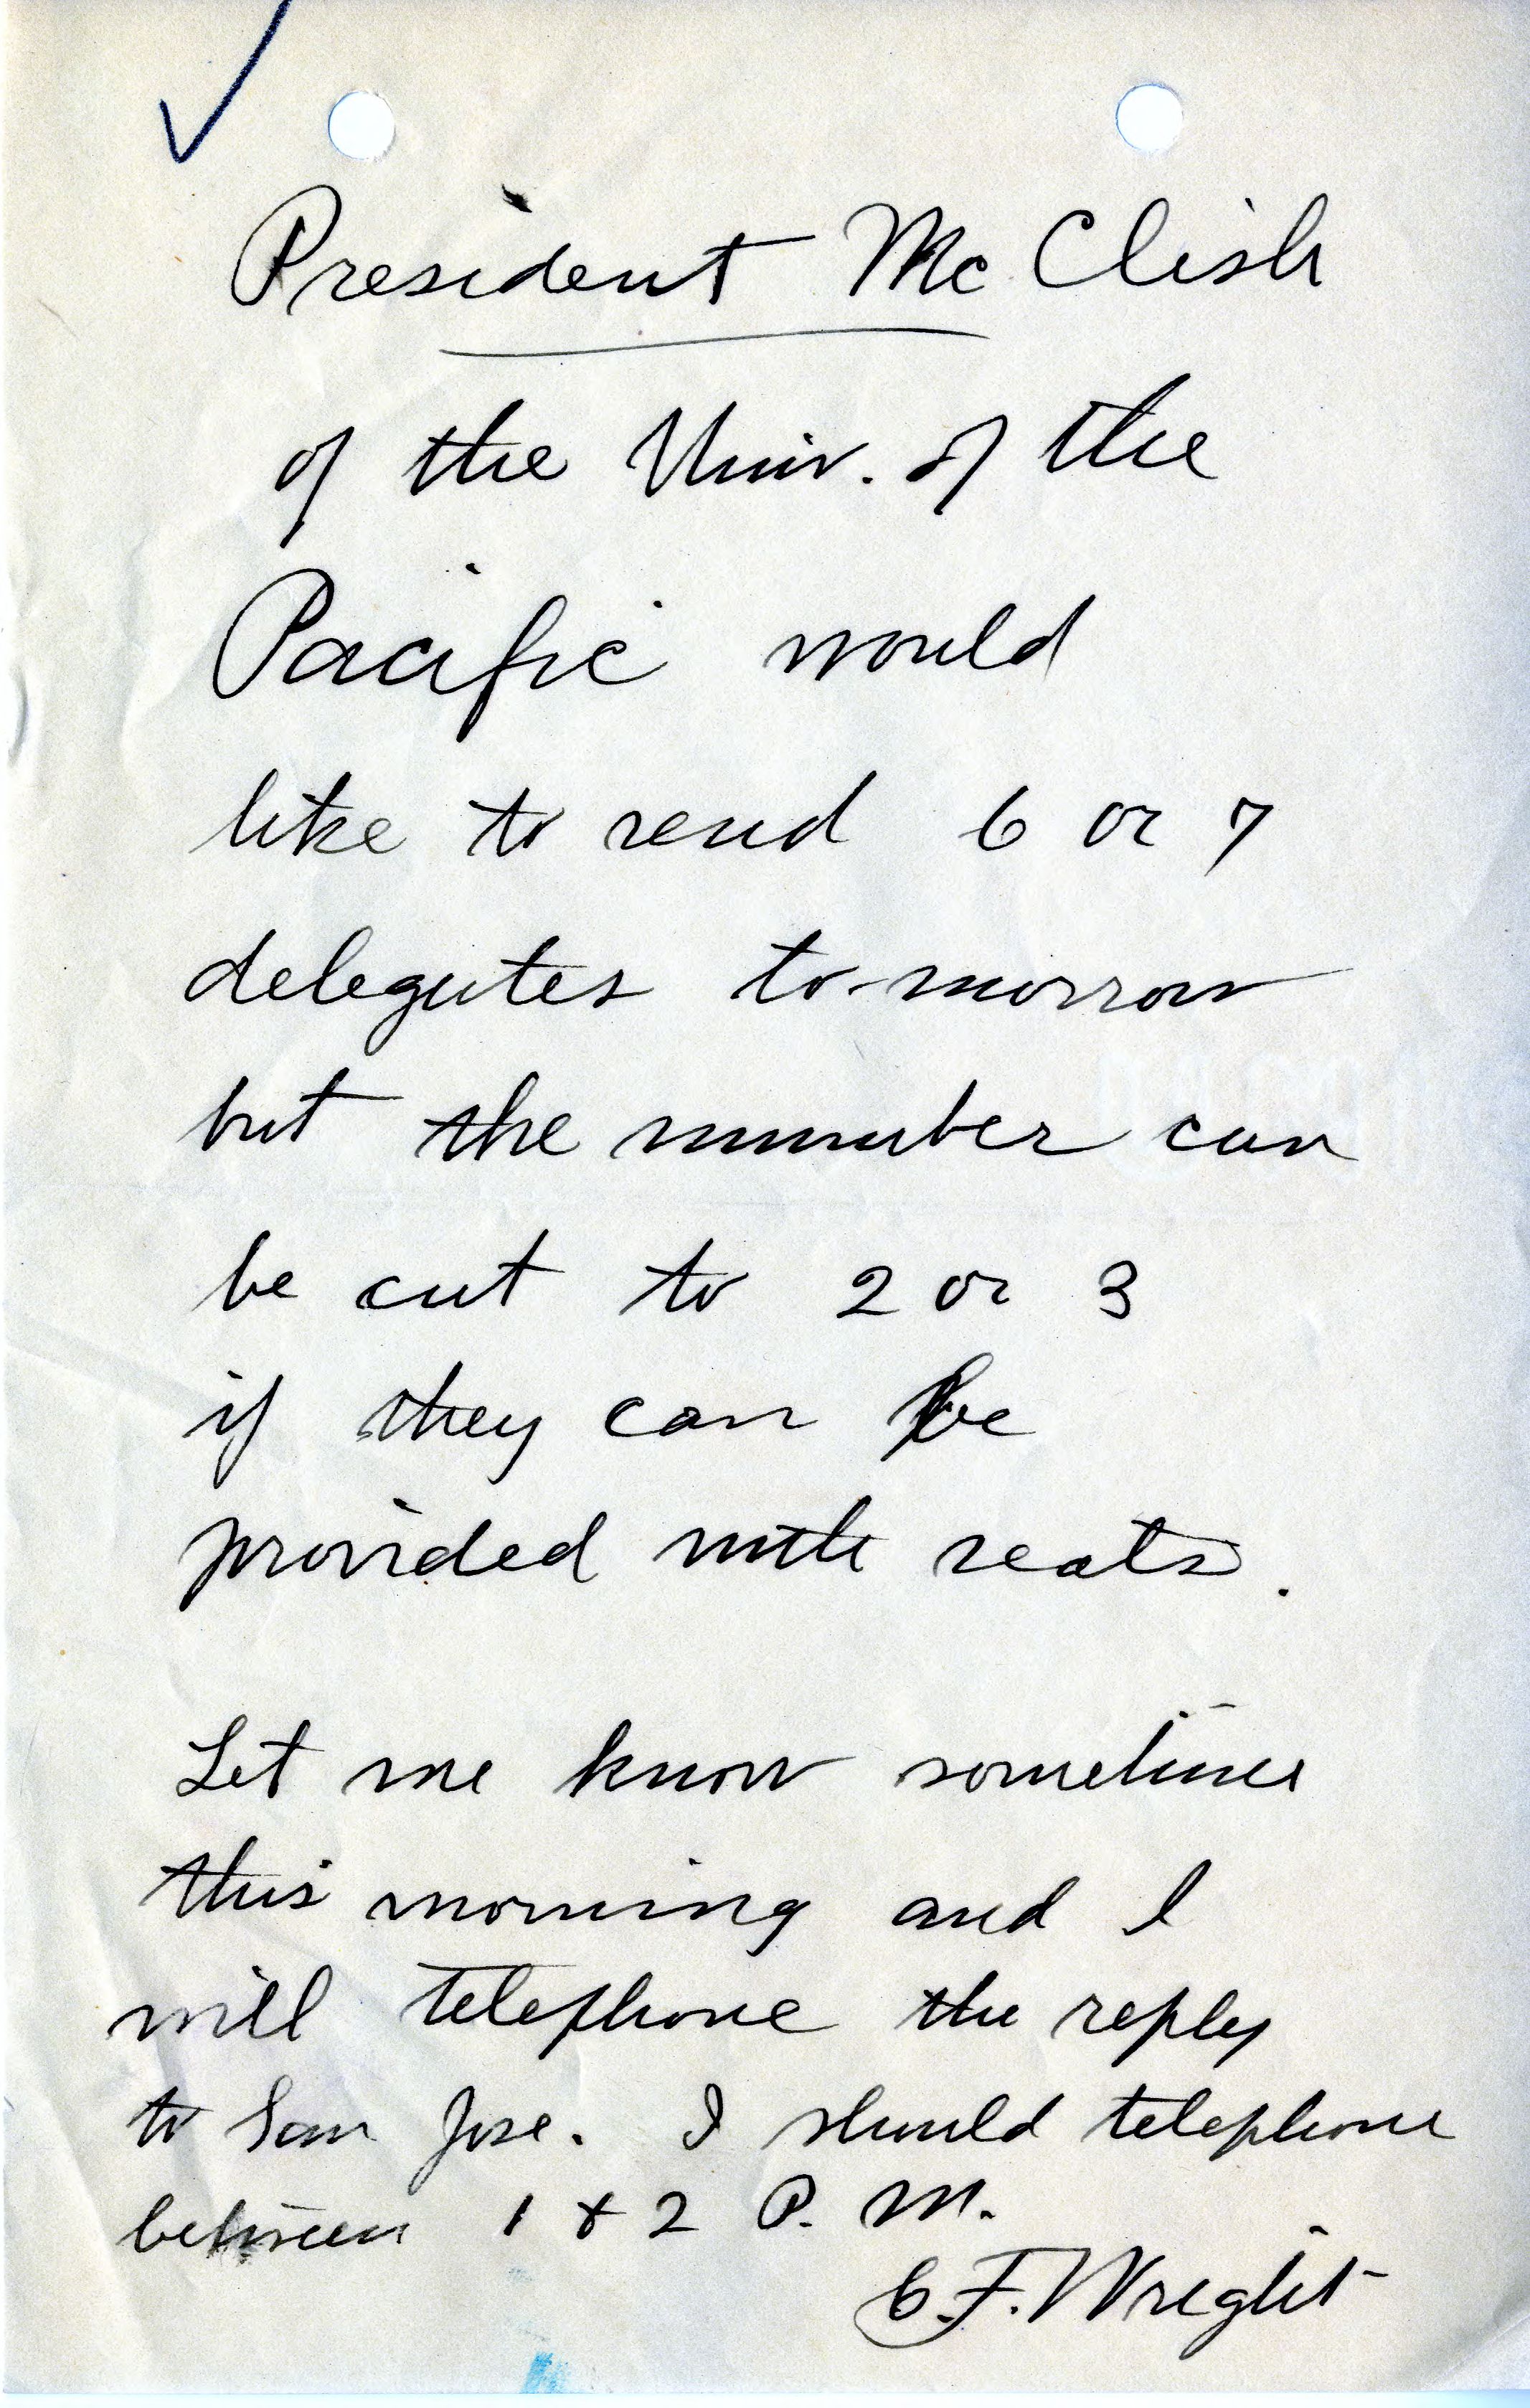 President McClish
of the Univ. of the
Pacific would
like to send 6 or 7
delegates to-morrow
but the number can
be cut to 2 or 3
if they can be
provided with seats.
Let me know sometime
this morning and I
will telephone the reply
to San Jose. I should telephone
between 1 & 2 P. M.
C. F. Wright